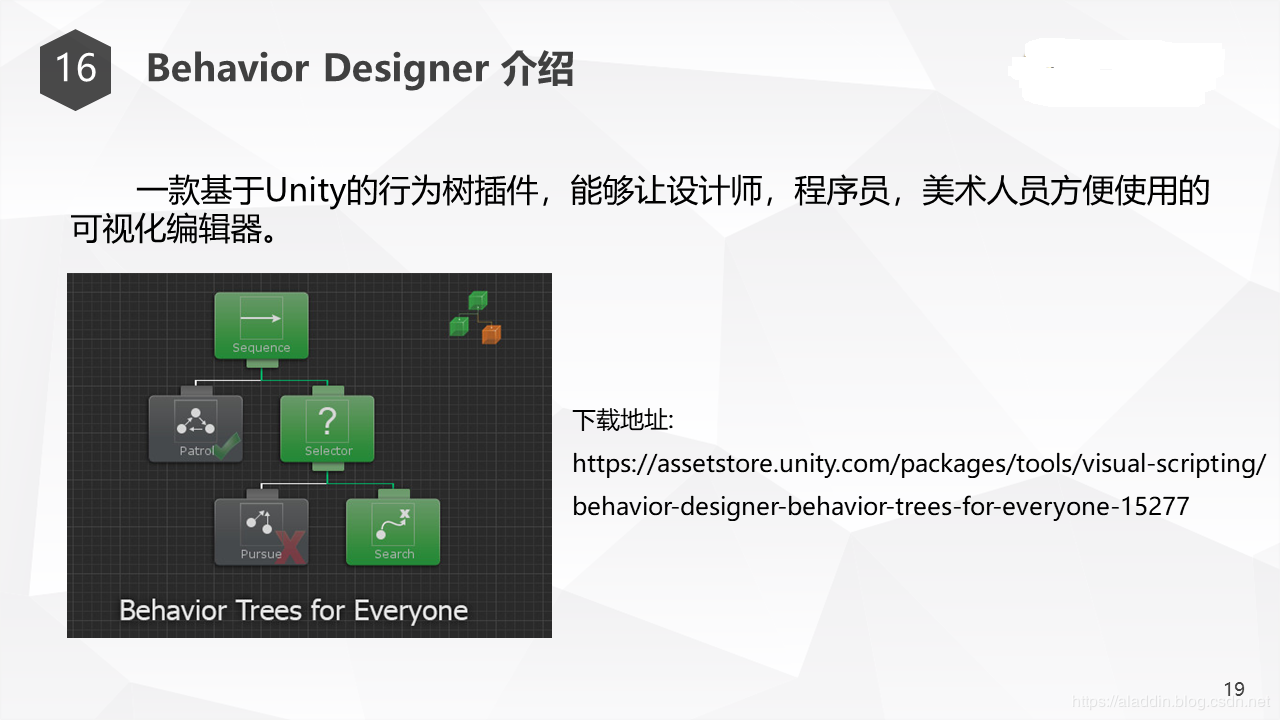 16
Behavior Designer 介绍
一款基于Unity的行为树插件，能够让设计师，程序员，美术人员方便使用的
可视化编辑器。
Sequence
Patrol
?
Selector
Pursue
Search
Behavior Trees for Everyone
下载地址:
https://assetstore.unity.com/packages/tools/visual-scripting/
behavior-designer-behavior-trees-for-everyone-15277
19
https://aladdin.blog.csdn.net